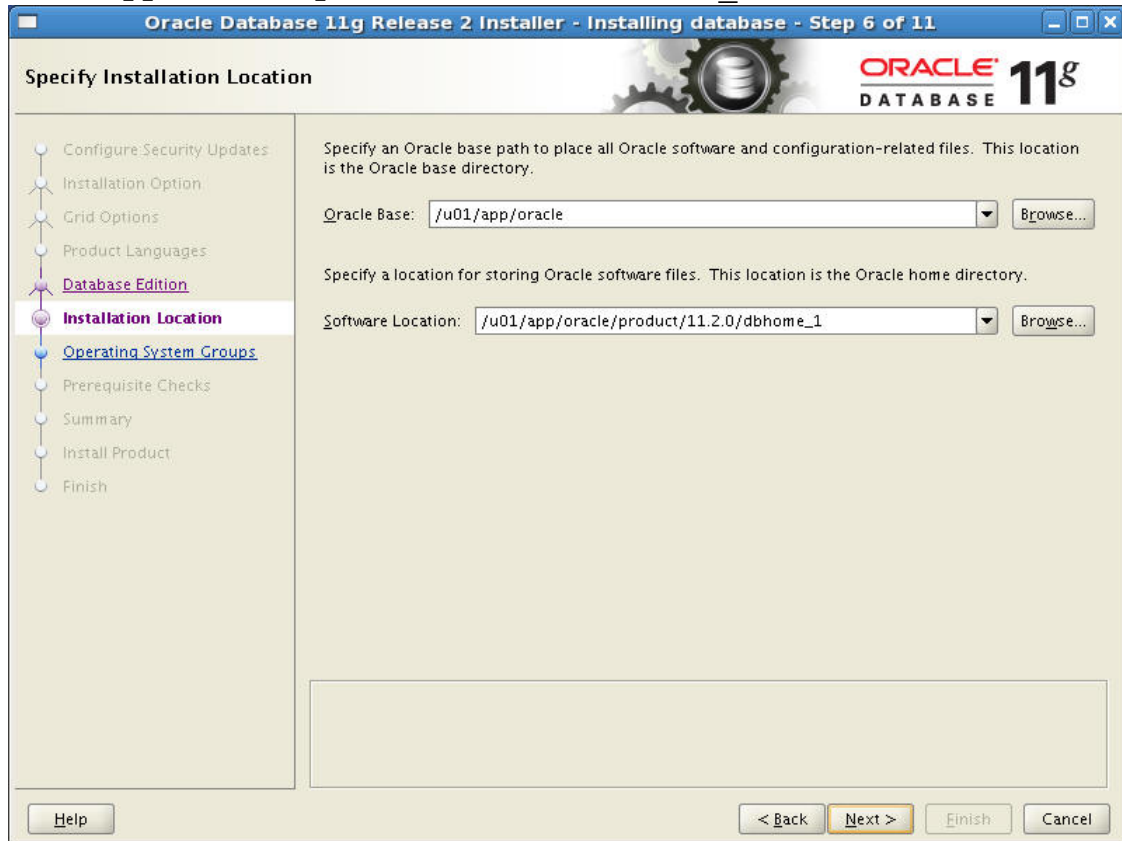 Oracle Database 11g Release 2 Installer - Installing database - Step 6 of 11
Specify Installation Location
ORACLE
DATABASE
11g
Configure Security Updates
Installation Option
Grid Options
Product Languages
Database Edition
Installation Location
Operating System Groups
Prerequisite Checks
Summary
Install Product
Finish
Specify an Oracle base path to place all Oracle software and configuration-related files. This location
is the Oracle base directory.
Oracle Base: /u01/app/oracle Browse...
Specify a location for storing Oracle software files. This location is the Oracle home directory.
Software Location: /u01/app/oracle/product/11.2.0/dbhome_1 Browse...
Help < Back Next > Finish Cancel